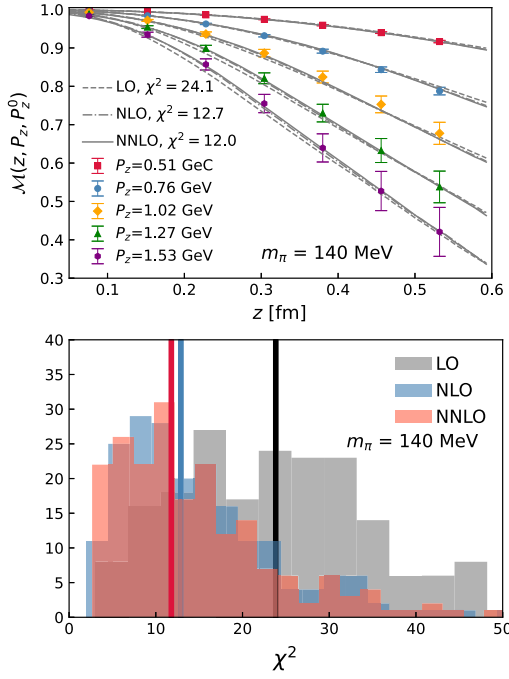 1.0
0.9
0.8
0.7
0.6
0.5
0.4
0.3
M(z, P_z, P_z^0)
LO, χ² = 24.1
NLO, χ² = 12.7
NNLO, χ² = 12.0
P_z=0.51 GeC
P_z=0.76 GeV
P_z=1.02 GeV
P_z=1.27 GeV
P_z=1.53 GeV
m_π = 140 MeV
0.1 0.2 0.3 0.4 0.5 0.6
z [fm]
40
35
30
25
20
15
10
5
0
LO
NLO
NNLO
m_π = 140 MeV
0 10 20 30 40 50
χ²